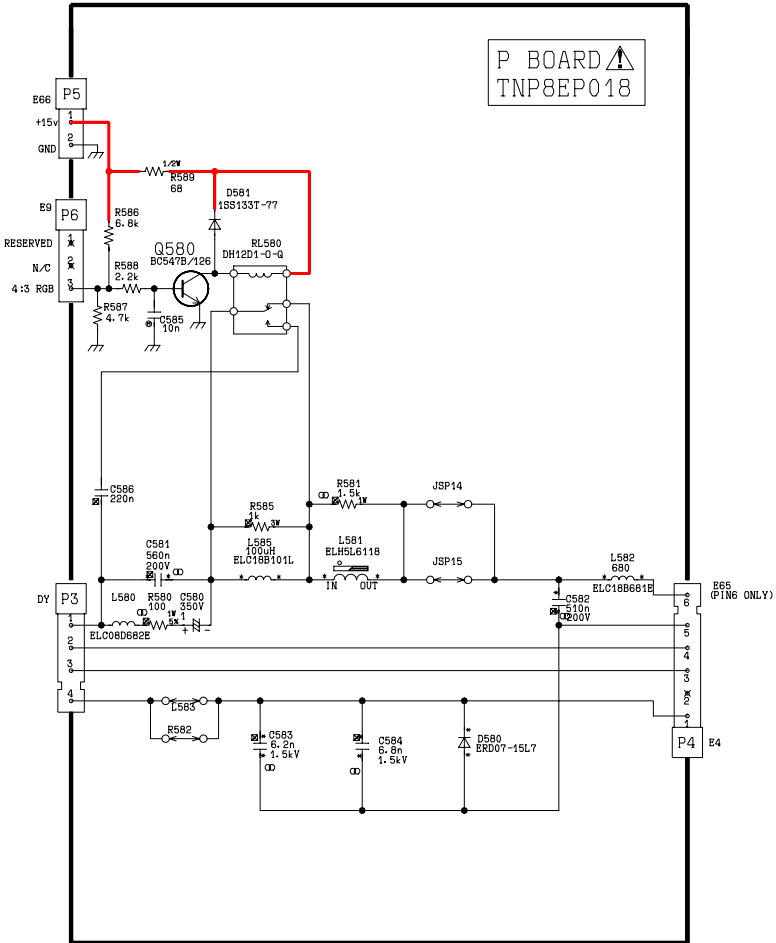 P BOARD
TNP8EP018
P5
E66
1
+15v
2
GND
1/2W
R589
68
D581
1SS133T-77
E9
P6
R586
6.8k
RESERVED
1
Q580
BC547B/126
RL580
DH12D1-O-Q
N/C
2
R588
2.2k
4:3 RGB
3
R587
4.7k
C585
10n
C586
220n
R581
1.5k
1W
JSP14
R585
1k
3W
C581
560n
200V
L585
100uH
ELC18B101L
L581
ELH5L6118
IN OUT
JSP15
L582
680
ELC18B681E
E65
(PIN6 ONLY)
DY
P3
L580
R580
100
1W
5%
C580
350V
1
+ -
C582
510n
200V
6
1
ELC08D682E
5
2
4
3
3
4
2
L583
1
R582
C583
6.2n
1.5kV
C584
6.8n
1.5kV
D580
ERD07-15L7
P4
E4